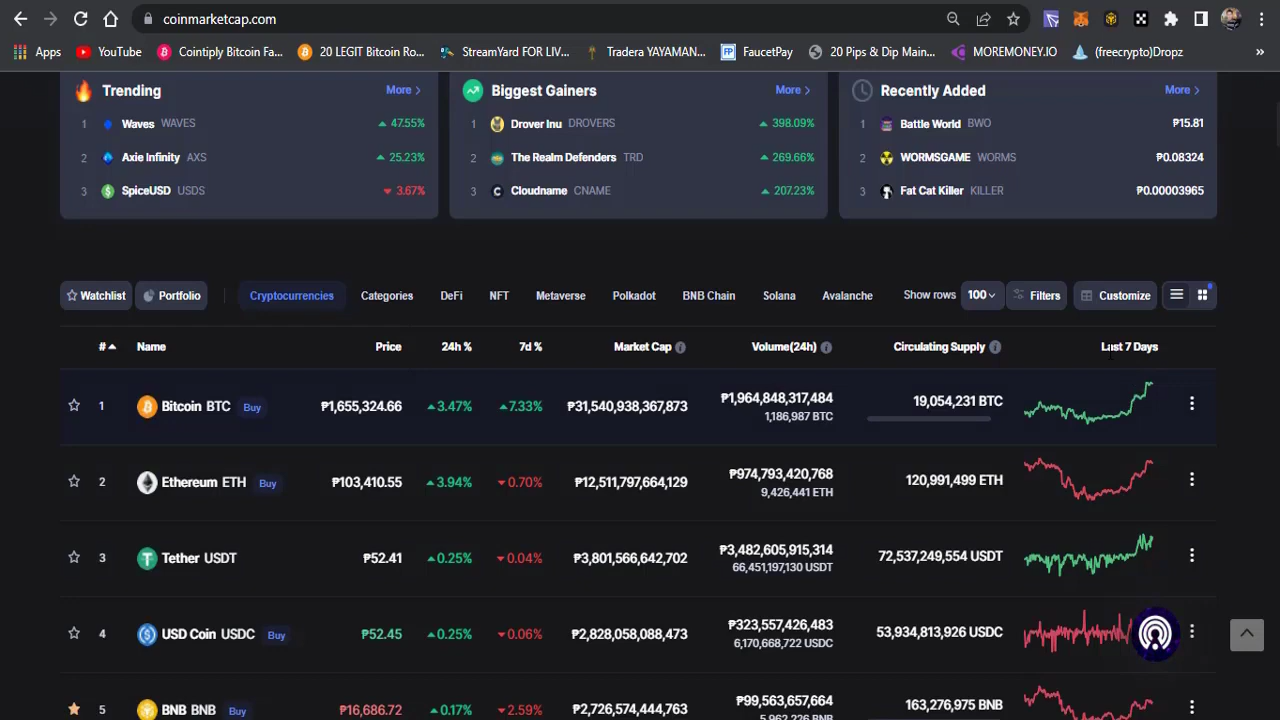 coinmarketcap.com
Apps YouTube Cointiply Bitcoin Fa... 20 LEGIT Bitcoin Ro... StreamYard FOR LIV... Tradera YAYAMAN... FaucetPay 20 Pips & Dip Main... MOREMONEY.IO (freecrypto)Dropz »
Trending More > Biggest Gainers More > Recently Added More >
1 Waves WAVES 47.55% 1 Drover Inu DROVERS 398.09% 1 Battle World BWO ₱15.81
2 Axie Infinity AXS 25.23% 2 The Realm Defenders TRD 269.66% 2 WORMSGAME WORMS ₱0.08324
3 SpiceUSD USDS 3.67% 3 Cloudname CNAME 207.23% 3 Fat Cat Killer KILLER ₱0.00003965
Watchlist Portfolio Cryptocurrencies Categories DeFi NFT Metaverse Polkadot BNB Chain Solana Avalanche Show rows 100 Filters Customize
# Name Price 24h % 7d % Market Cap Volume(24h) Circulating Supply Last 7 Days
1 Bitcoin BTC Buy ₱1,655,324.66 3.47% 7.33% ₱31,540,938,367,873 ₱1,964,848,317,484 19,054,231 BTC
1,186,987 BTC
2 Ethereum ETH Buy ₱103,410.55 3.94% 0.70% ₱12,511,797,664,129 ₱974,793,420,768 120,991,499 ETH
9,426,441 ETH
3 Tether USDT ₱52.41 0.25% 0.04% ₱3,801,566,642,702 ₱3,482,605,915,314 72,537,249,554 USDT
66,451,197,130 USDT
4 USD Coin USDC Buy ₱52.45 0.25% 0.06% ₱2,828,058,088,473 ₱323,557,426,483 53,934,813,926 USDC
6,170,668,722 USDC
5 BNB BNB Buy ₱16,686.72 0.17% 2.59% ₱2,726,574,444,763 ₱99,563,657,664 163,276,975 BNB
5,962,226 BNB